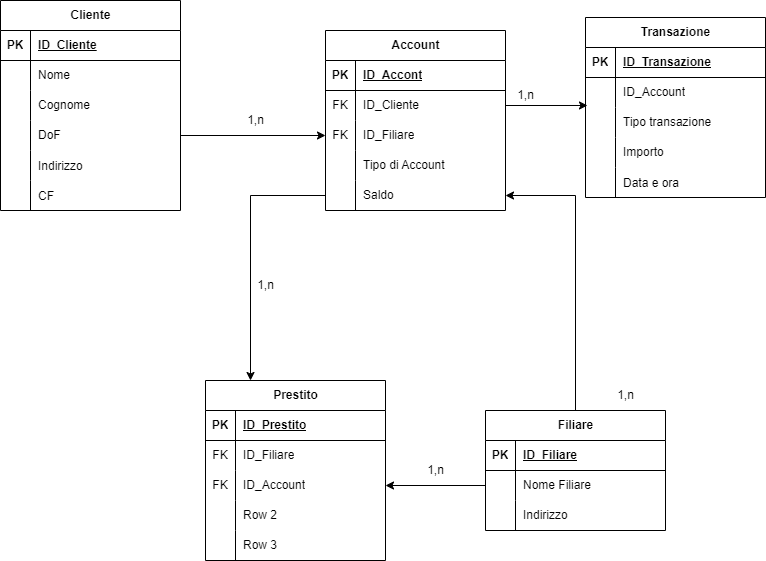 Cliente
PK ID_Cliente
Nome
Cognome
DoF
Indirizzo
CF
1,n
Account
PK ID_Accont
FK ID_Cliente
FK ID_Filiare
Tipo di Account
Saldo
1,n
Transazione
PK ID_Transazione
ID_Account
Tipo transazione
Importo
Data e ora
1,n
1,n
Prestito
PK ID_Prestito
FK ID_Filiare
FK ID_Account
Row 2
Row 3
1,n
Filiare
PK ID_Filiare
Nome Filiare
Indirizzo